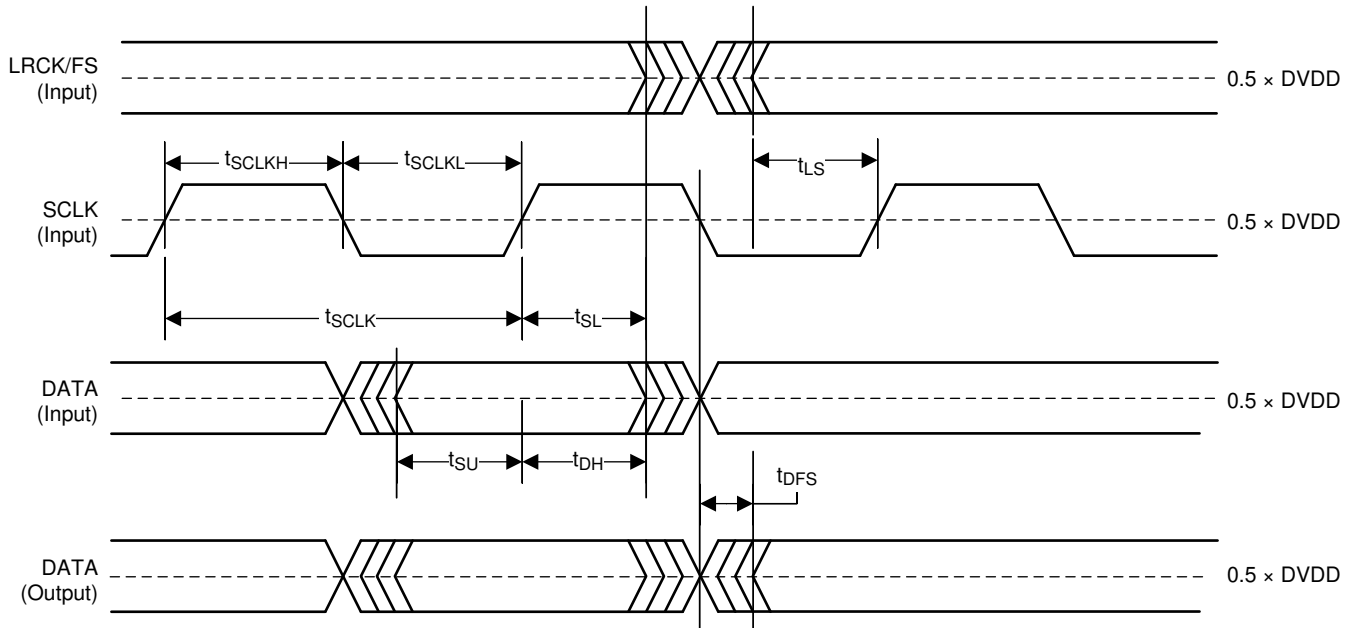 LRCK/FS
(Input)
0.5 × DVDD
tSCLKH
tSCLKL
tLS
SCLK
(Input)
0.5 × DVDD
tSCLK
tSL
DATA
(Input)
0.5 × DVDD
tSU
tDH
tDFS
DATA
(Output)
0.5 × DVDD